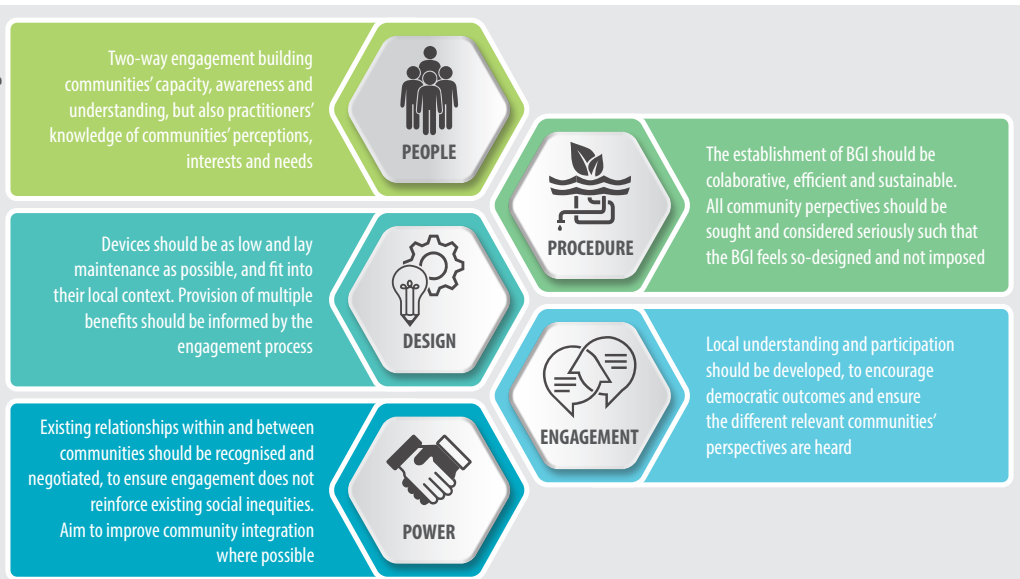 Two-way engagement building
communities’ capacity, awareness and
understanding, but also practitioners’
knowledge of communities’ perceptions,
interests and needs
PEOPLE
The establishment of BGI should be
colaborative, efficient and sustainable.
All community perpectives should be
sought and considered seriously such that
the BGI feels so-designed and not imposed
PROCEDURE
Devices should be as low and lay
maintenance as possible, and fit into
their local context. Provision of multiple
benefits should be informed by the
engagement process
DESIGN
Local understanding and participation
should be developed, to encourage
democratic outcomes and ensure
the different relevant communities’
perspectives are heard
ENGAGEMENT
Existing relationships within and between
communities should be recognised and
negotiated, to ensure engagement does not
reinforce existing social inequities.
Aim to improve community integration
where possible
POWER